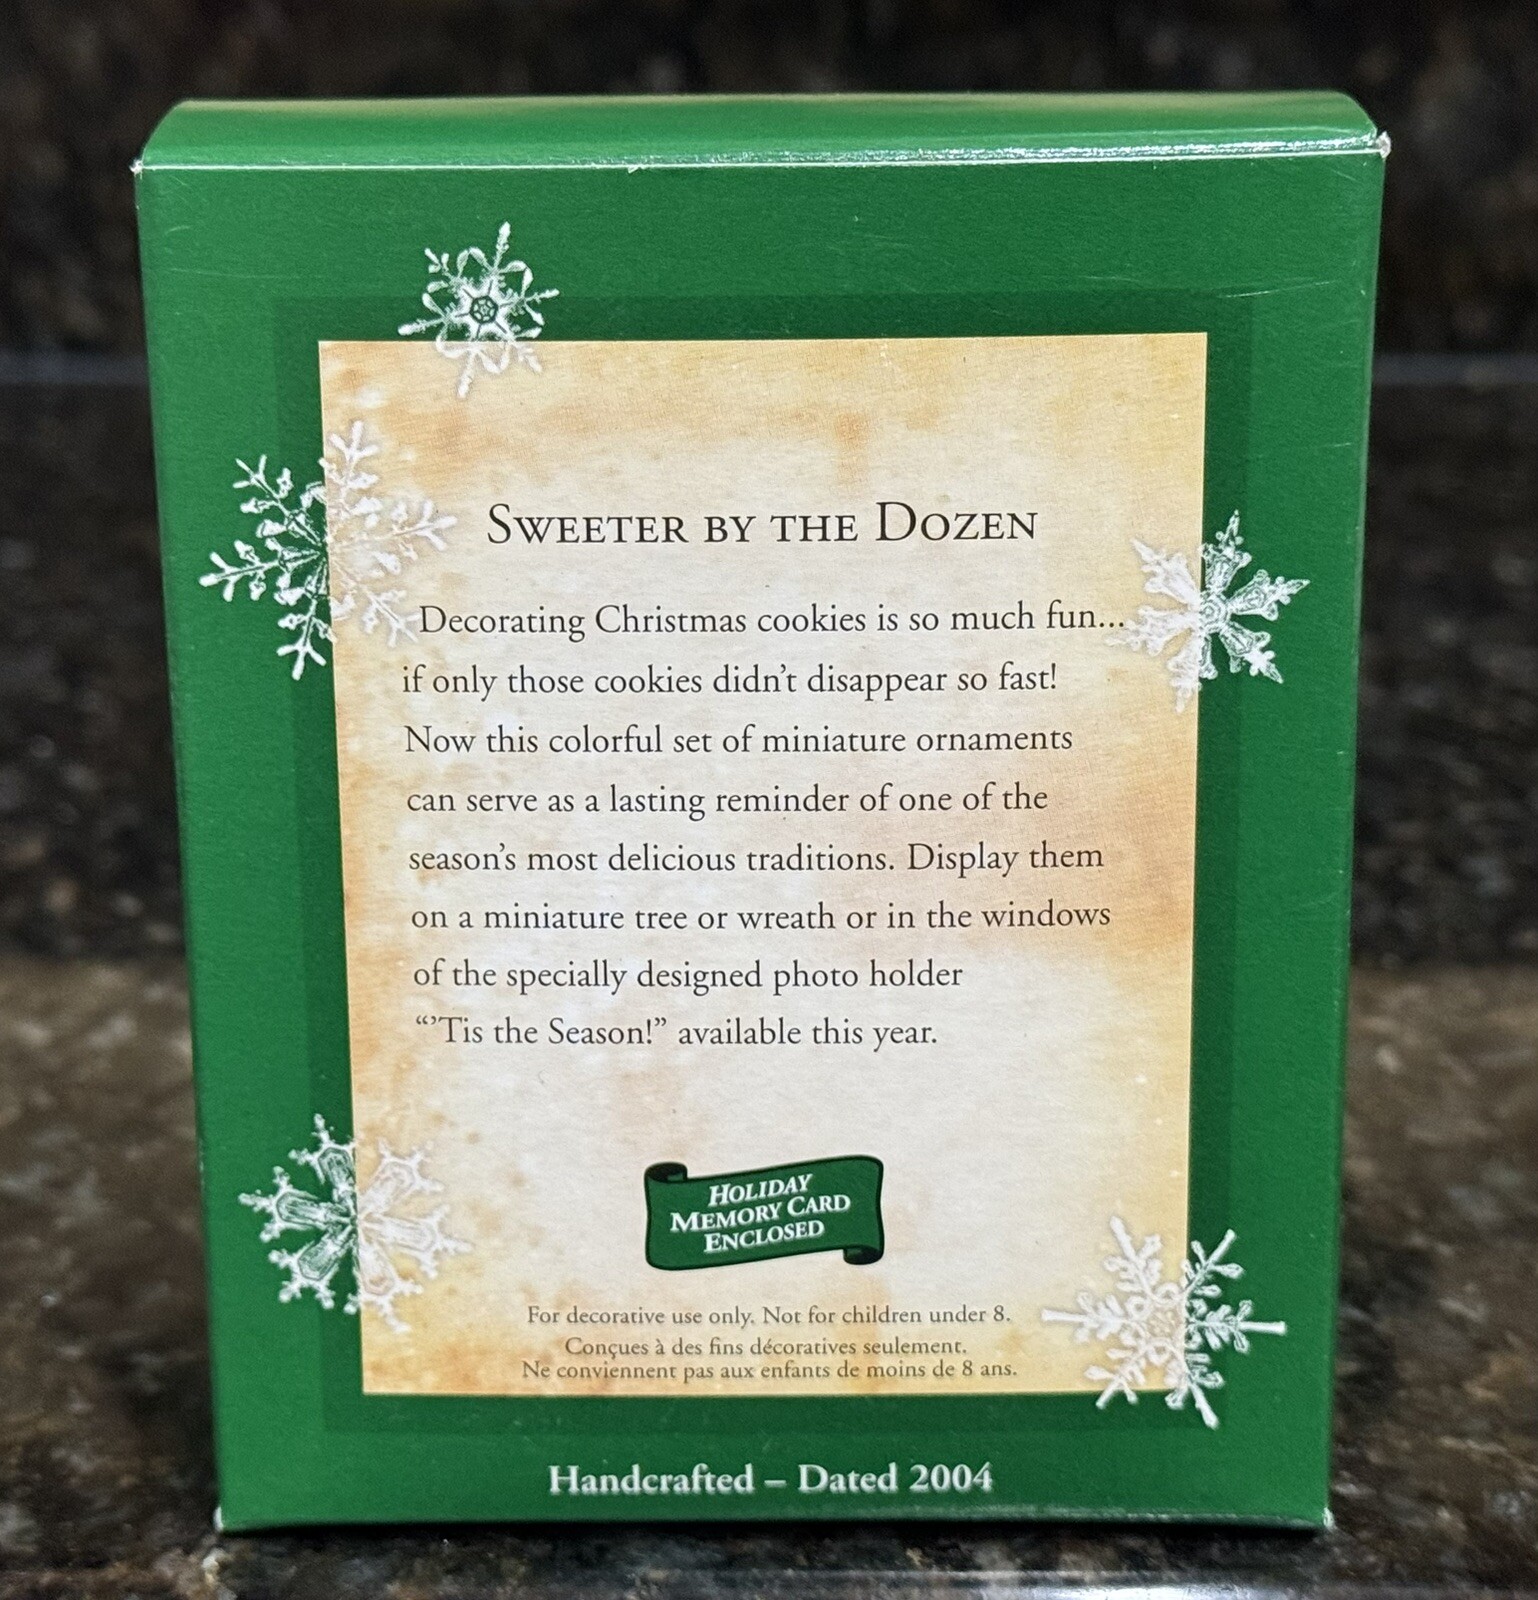 SWEETER BY THE DOZEN
Decorating Christmas cookies is so much fun...
if only those cookies didn't disappear so fast!
Now this colorful set of miniature ornaments
can serve as a lasting reminder of one of the
season's most delicious traditions. Display them
on a miniature tree or wreath or in the windows
of the specially designed photo holder
“’Tis the Season!” available this year.
HOLIDAY
MEMORY CARD
ENCLOSED
For decorative use only. Not for children under 8.
Conçues à des fins décoratives seulement.
Ne conviennent pas aux enfants de moins de 8 ans.
Handcrafted – Dated 2004